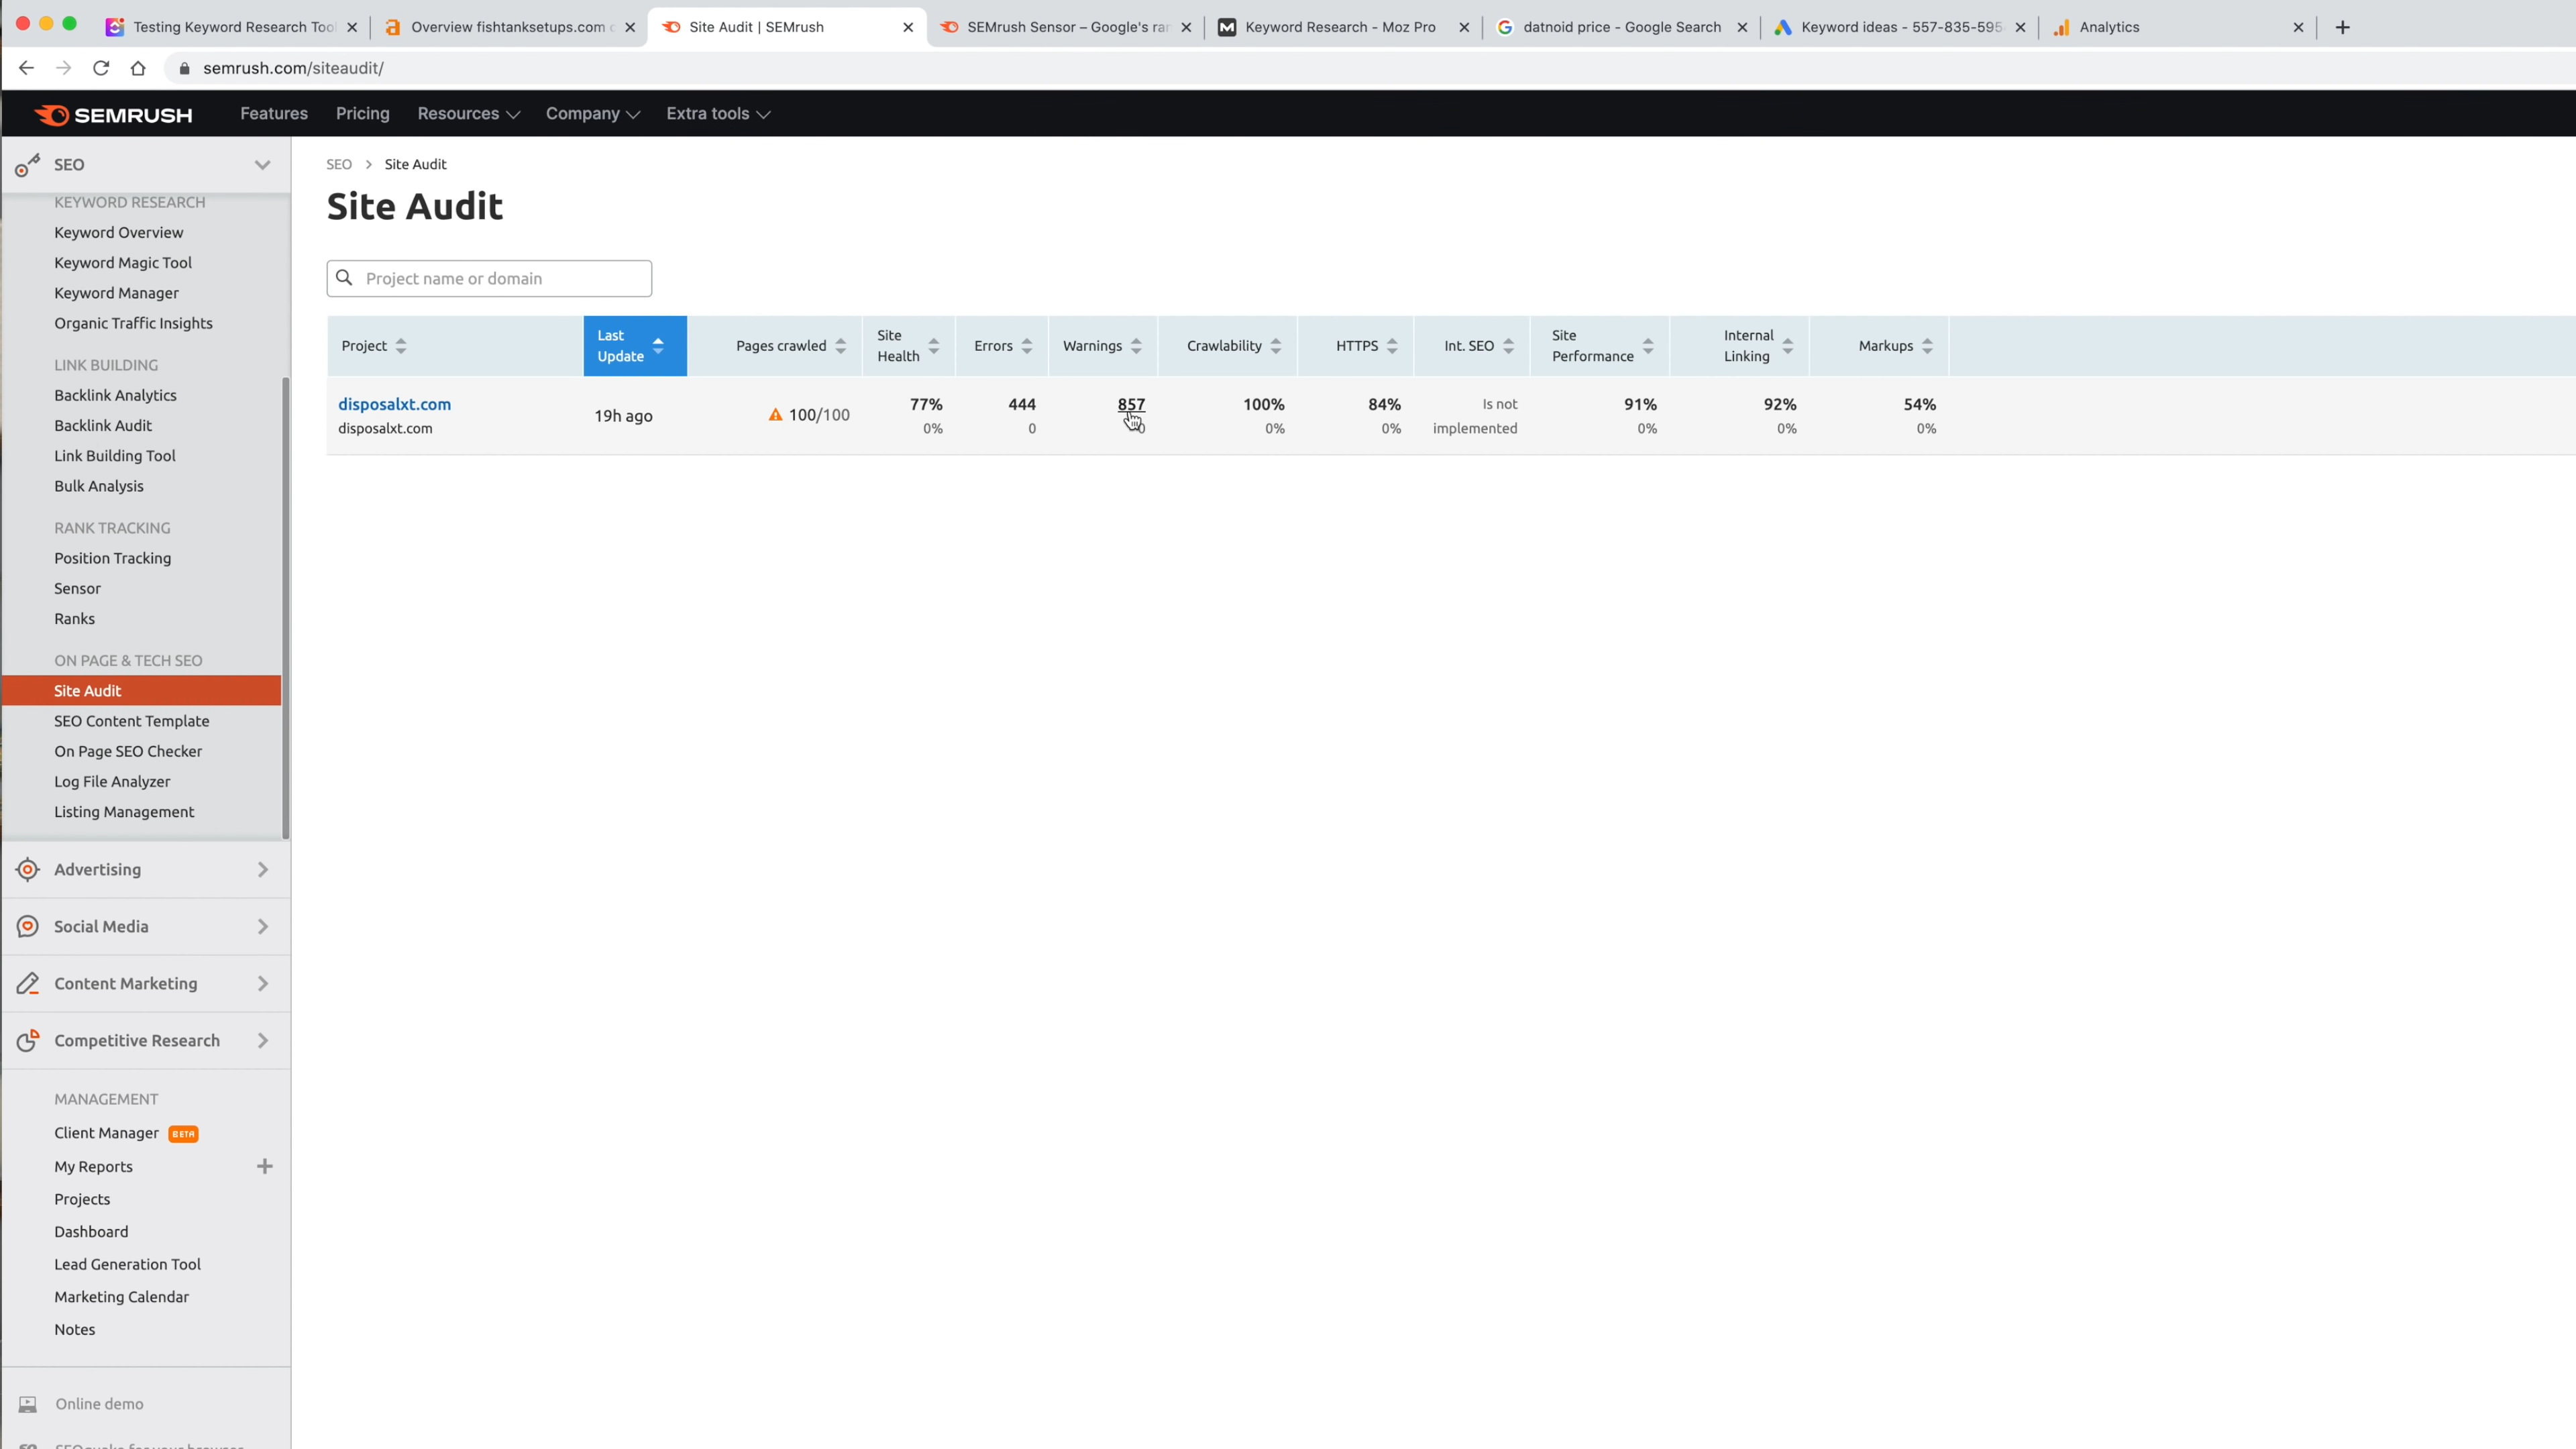 Testing Keyword Research Tool
Overview fishtanksetups.com
Site Audit | SEMrush
SEMrush Sensor – Google's ran
Keyword Research - Moz Pro
datnoid price - Google Search
Keyword ideas - 557-835-595
Analytics
semrush.com/siteaudit/
SEMRUSH
Features
Pricing
Resources
Company
Extra tools
SEO
KEYWORD RESEARCH
Keyword Overview
Keyword Magic Tool
Keyword Manager
Organic Traffic Insights
LINK BUILDING
Backlink Analytics
Backlink Audit
Link Building Tool
Bulk Analysis
RANK TRACKING
Position Tracking
Sensor
Ranks
ON PAGE & TECH SEO
Site Audit
SEO Content Template
On Page SEO Checker
Log File Analyzer
Listing Management
Advertising
Social Media
Content Marketing
Competitive Research
MANAGEMENT
Client Manager BETA
My Reports
Projects
Dashboard
Lead Generation Tool
Marketing Calendar
Notes
Online demo
SEO > Site Audit
Site Audit
Project name or domain
Project
Last
Update
Pages crawled
Site
Health
Errors
Warnings
Crawlability
HTTPS
Int. SEO
Site
Performance
Internal
Linking
Markups
disposalxt.com
disposalxt.com
19h ago
100/100
77%
0%
444
0
857
0
100%
0%
84%
0%
Is not
implemented
91%
0%
92%
0%
54%
0%